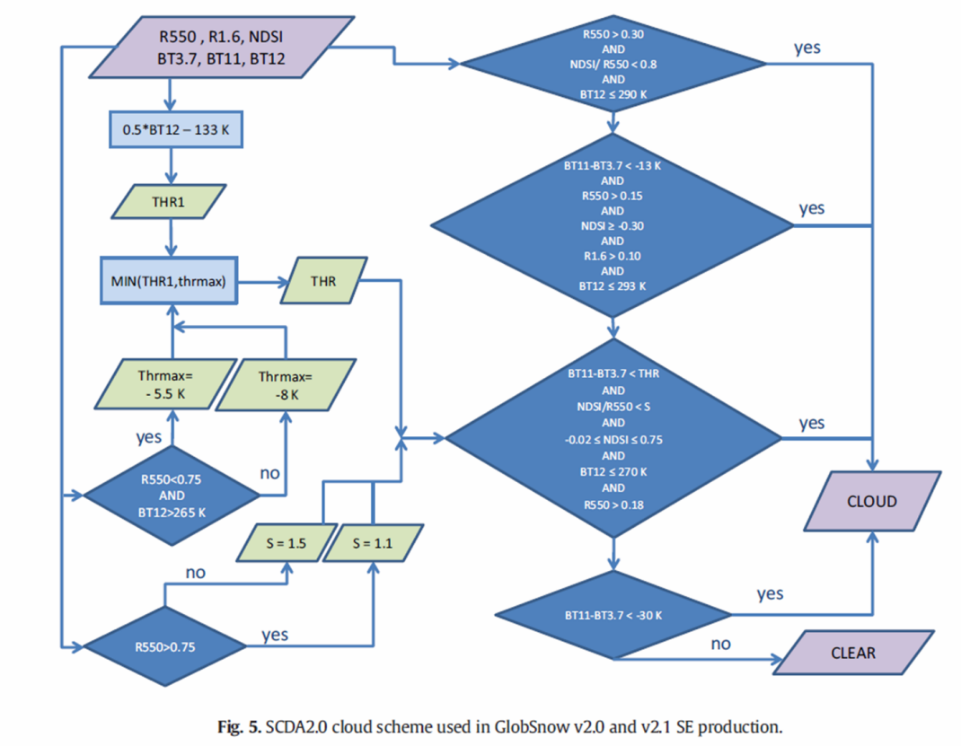 R550 , R1.6, NDSI
BT3.7, BT11, BT12
0.5*BT12 – 133 K
THR1
MIN(THR1,thrmax)
THR
Thrmax=
- 5.5 K
Thrmax=
-8 K
yes
no
R550<0.75
AND
BT12>265 K
S = 1.5
S = 1.1
no
yes
R550>0.75
R550 > 0.30
AND
NDSI/ R550 < 0.8
AND
BT12 ≤ 290 K
yes
BT11-BT3.7 < -13 K
AND
R550 > 0.15
AND
NDSI ≥ -0.30
AND
R1.6 > 0.10
AND
BT12 ≤ 293 K
yes
BT11-BT3.7 < THR
AND
NDSI/R550 < S
AND
-0.02 ≤ NDSI ≤ 0.75
AND
BT12 ≤ 270 K
AND
R550 > 0.18
yes
CLOUD
BT11-BT3.7 < -30 K
yes
no
CLEAR
Fig. 5. SCDA2.0 cloud scheme used in GlobSnow v2.0 and v2.1 SE production.